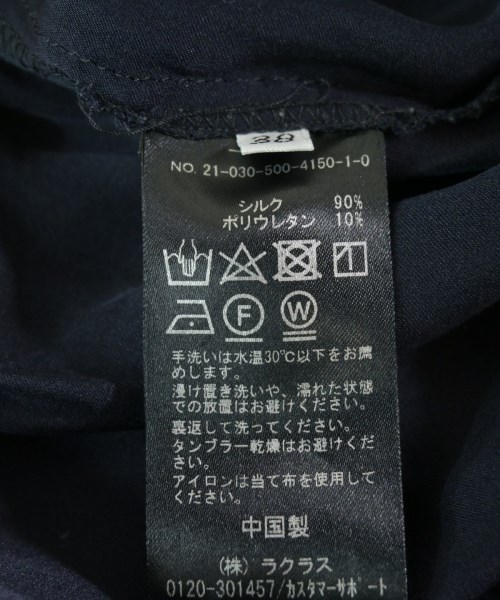 38
NO. 21-030-500-4150-1-0
シルク 90%
ポリウレタン 10%
F W
手洗いは水温30℃以下をお薦
めします。
浸け置き洗いや、濡れた状態
での放置はお避けください。
裏返して洗ってください。
タンブラー乾燥はお避けくだ
さい。
アイロンは当て布を使用して
ください。
中国製
(株) ラクラス
0120-301457/カスタマーサポート